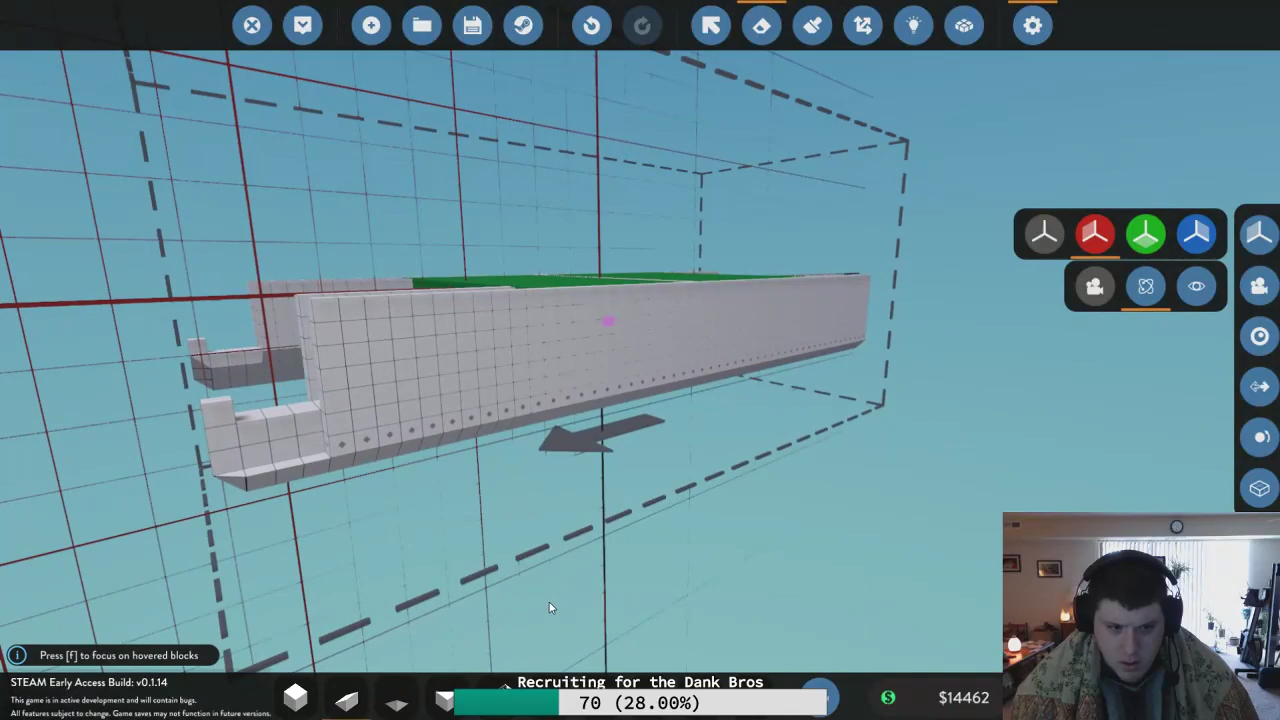 Press [f] to focus on hovered blocks
STEAM Early Access Build: v0.1.14
This game is in active development and will contain bugs.
All features subject to change. Game saves may not function in future versions.
Recruiting for the Dank Bros
70 (28.00%)
$
$14462